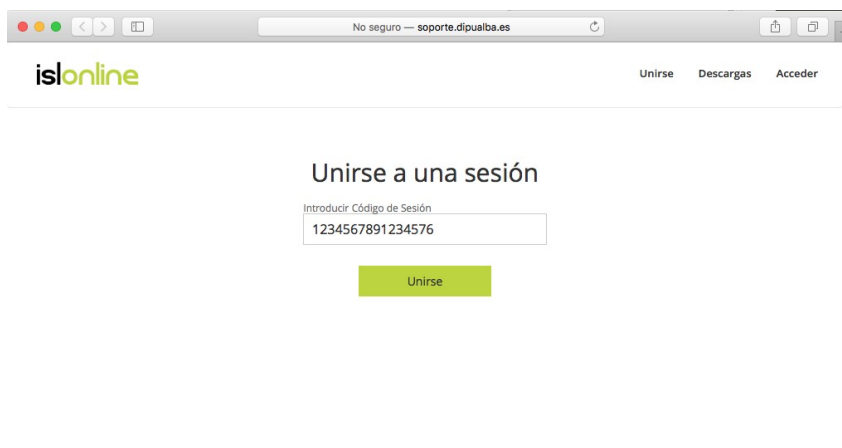 No seguro — soporte.dipualba.es
islonline
Unirse Descargas Acceder
Unirse a una sesión
Introducir Código de Sesión
1234567891234576
Unirse